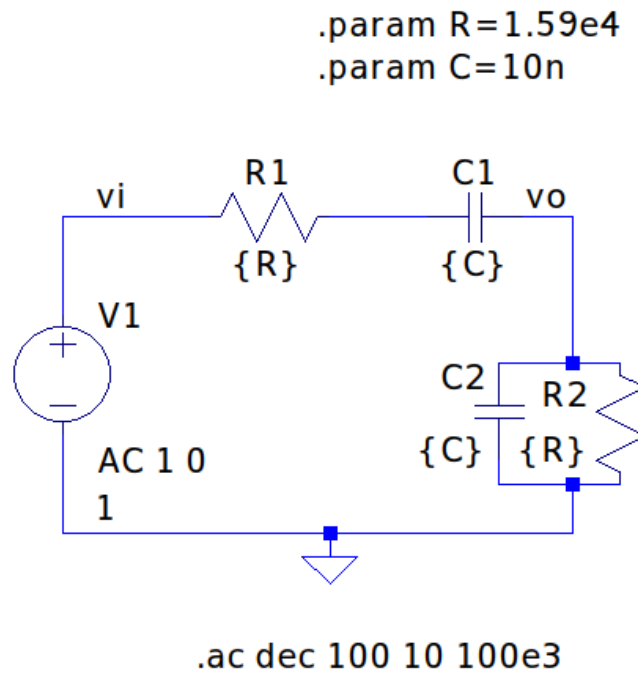 .param R=1.59e4
.param C=10n
R1
C1
vi
vo
{R}
{C}
V1
C2
R2
{C}
{R}
AC 1 0
1
.ac dec 100 10 100e3